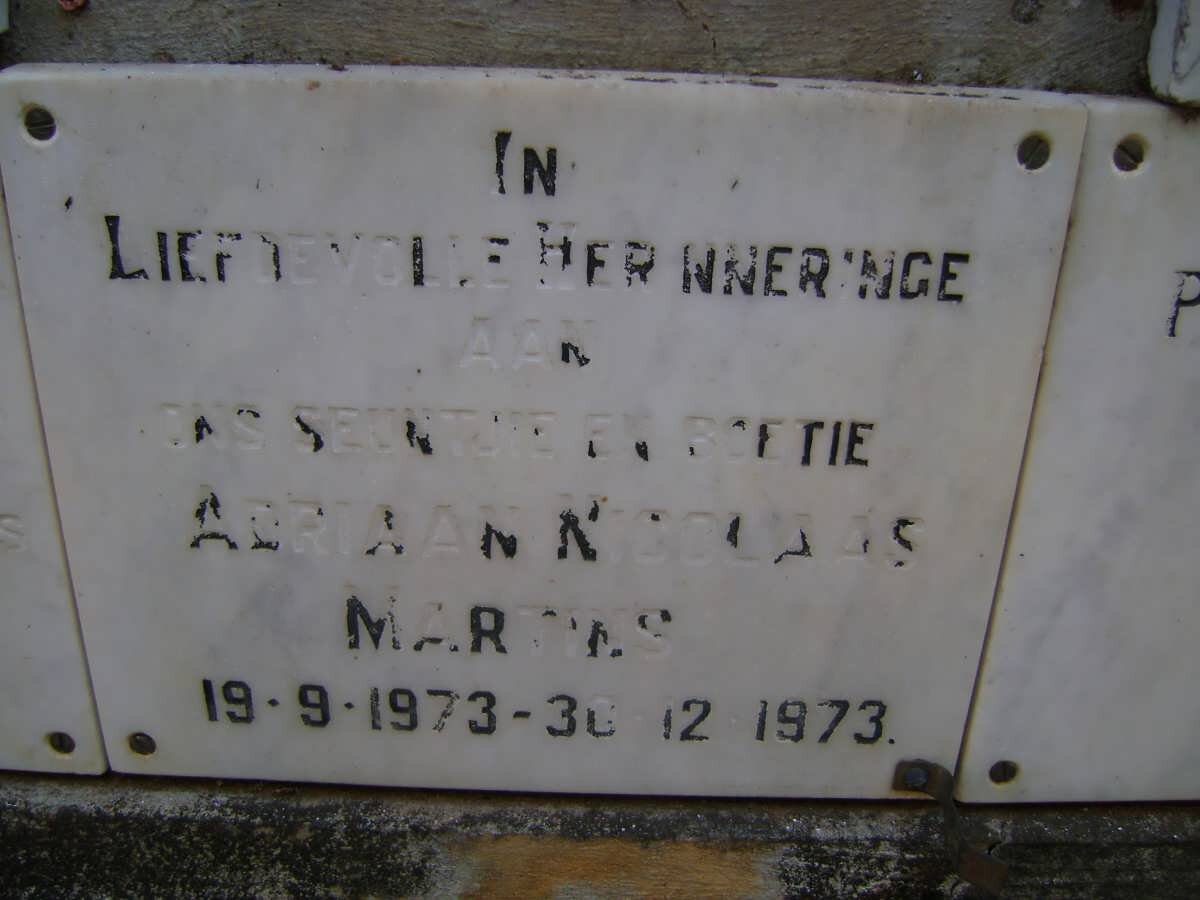 IN
LIEFDEVOLLE HERINNERINGE
AAN
ONS SEUNTJIE EN BOETIE
ADRIAAN NICOLAAS
MARTINS
19·9·1973-30·12·1973.
P
s